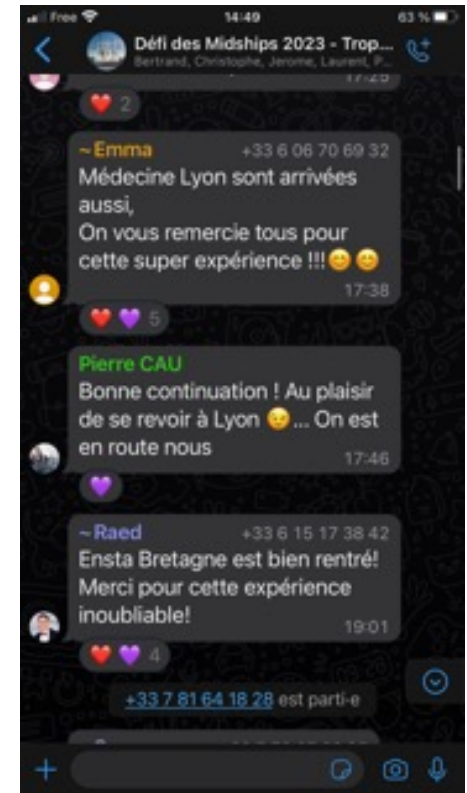 Free 14:49 63 %
Défi des Midships 2023 - Trop...
Bertrand, Christophe, Jerome, Laurent, P...
17:25
2
~Emma +33 6 06 70 69 32
Médecine Lyon sont arrivées
aussi,
On vous remercie tous pour
cette super expérience !!!😊😊
17:38
5
Pierre CAU
Bonne continuation ! Au plaisir
de se revoir à Lyon 😉... On est
en route nous
17:46
~Raed +33 6 15 17 38 42
Ensta Bretagne est bien rentré!
Merci pour cette expérience
inoubliable!
19:01
4
+33 7 81 64 18 28 est parti·e